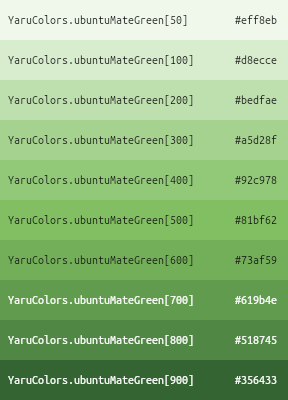 YaruColors.ubuntuMateGreen[50] #eff8eb
YaruColors.ubuntuMateGreen[100] #d8ecce
YaruColors.ubuntuMateGreen[200] #bedfae
YaruColors.ubuntuMateGreen[300] #a5d28f
YaruColors.ubuntuMateGreen[400] #92c978
YaruColors.ubuntuMateGreen[500] #81bf62
YaruColors.ubuntuMateGreen[600] #73af59
YaruColors.ubuntuMateGreen[700] #619b4e
YaruColors.ubuntuMateGreen[800] #518745
YaruColors.ubuntuMateGreen[900] #356433